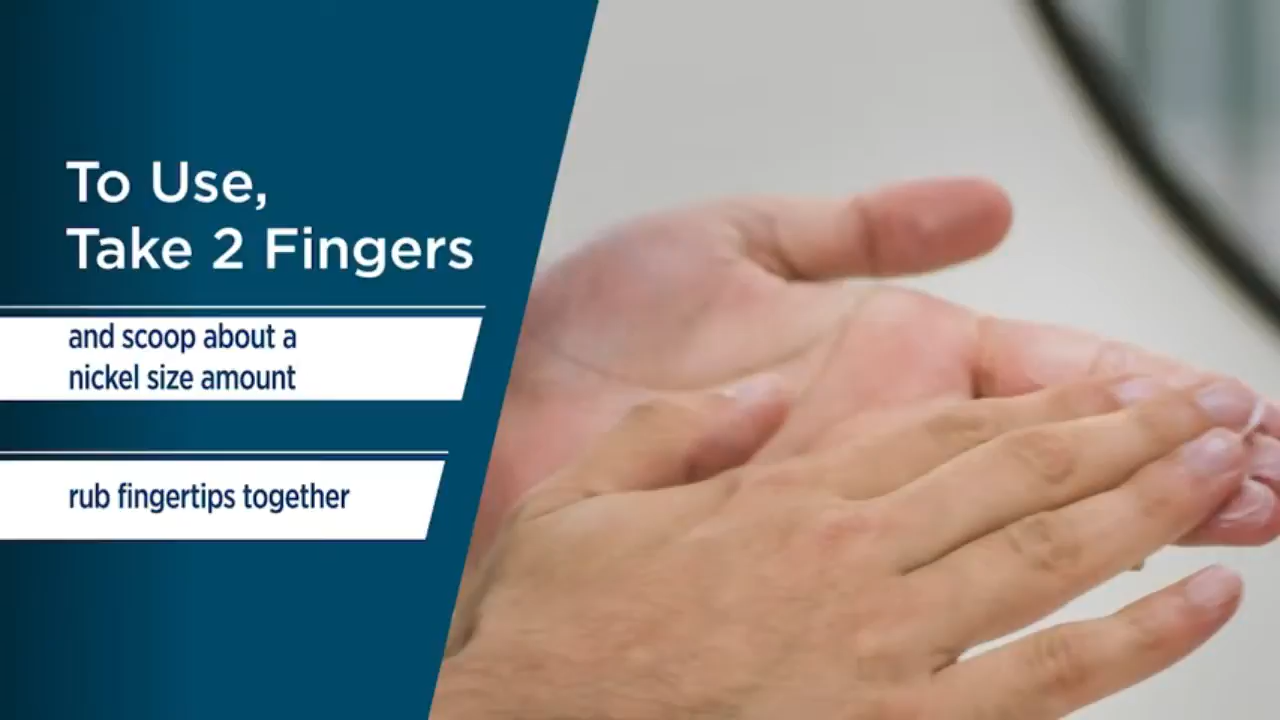 To Use,
Take 2 Fingers
and scoop about a
nickel size amount
rub fingertips together